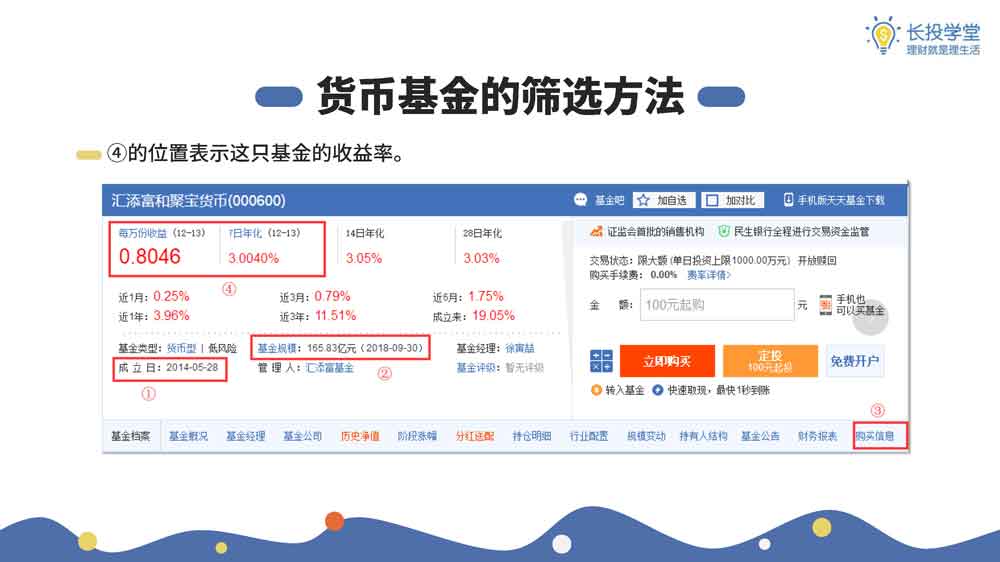 长投学堂
理财就是理生活
货币基金的筛选方法
④的位置表示这只基金的收益率。
汇添富和聚宝货币(000600)
基金吧 加自选 加对比 手机版天天基金下载
每万份收益 (12-13) 7日年化 (12-13) 14日年化 28日年化
0.8046 3.0040% 3.05% 3.03%
④
近1月: 0.25% 近3月: 0.79% 近6月: 1.75%
近1年: 3.96% 近3年: 11.51% 成立来: 19.05%
基金类型: 货币型 | 低风险 基金规模: 165.83亿元 (2018-09-30) 基金经理: 徐寅喆
成 立 日: 2014-05-28 管 理 人: 汇添富基金 基金评级: 暂无评级
① ②
证监会首批的销售机构 民生银行全程进行交易资金监管
交易状态: 限大额 (单日投资上限1000.00万元) 开放赎回
购买手续费: 0.00% 费率详情>
金 额: 100元起购 元 手机也
可以买基金
立即购买 定投
100元起投 免费开户
转入基金 快速取现,最快1秒到账
③
基金档案 基金概况 基金经理 基金公司 历史净值 阶段涨幅 分红送配 持仓明细 行业配置 规模变动 持有人结构 基金公告 财务报表 购买信息